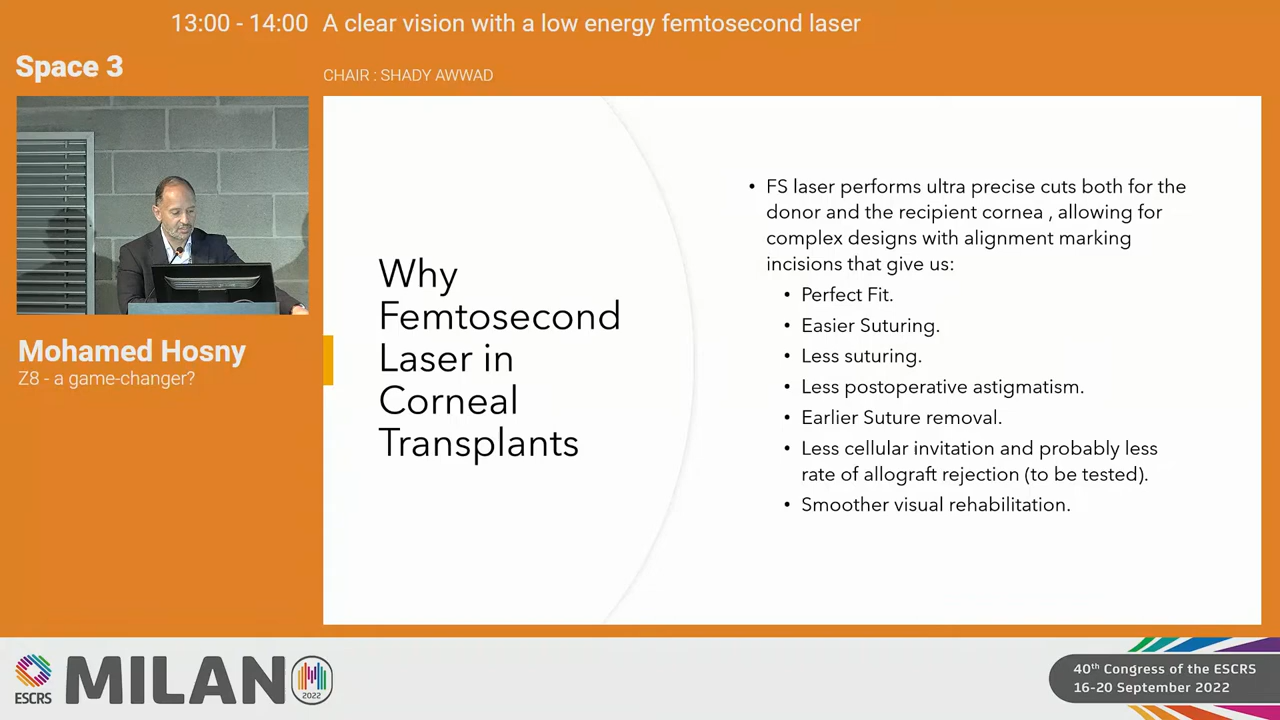 13:00 - 14:00 A clear vision with a low energy femtosecond laser
Space 3
CHAIR : SHADY AWWAD
Mohamed Hosny
Z8 - a game-changer?
Why
Femtosecond
Laser in
Corneal
Transplants
• FS laser performs ultra precise cuts both for the
donor and the recipient cornea , allowing for
complex designs with alignment marking
incisions that give us:
• Perfect Fit.
• Easier Suturing.
• Less suturing.
• Less postoperative astigmatism.
• Earlier Suture removal.
• Less cellular invitation and probably less
rate of allograft rejection (to be tested).
• Smoother visual rehabilitation.
ESCRS
MILANO
2022
40th Congress of the ESCRS
16-20 September 2022